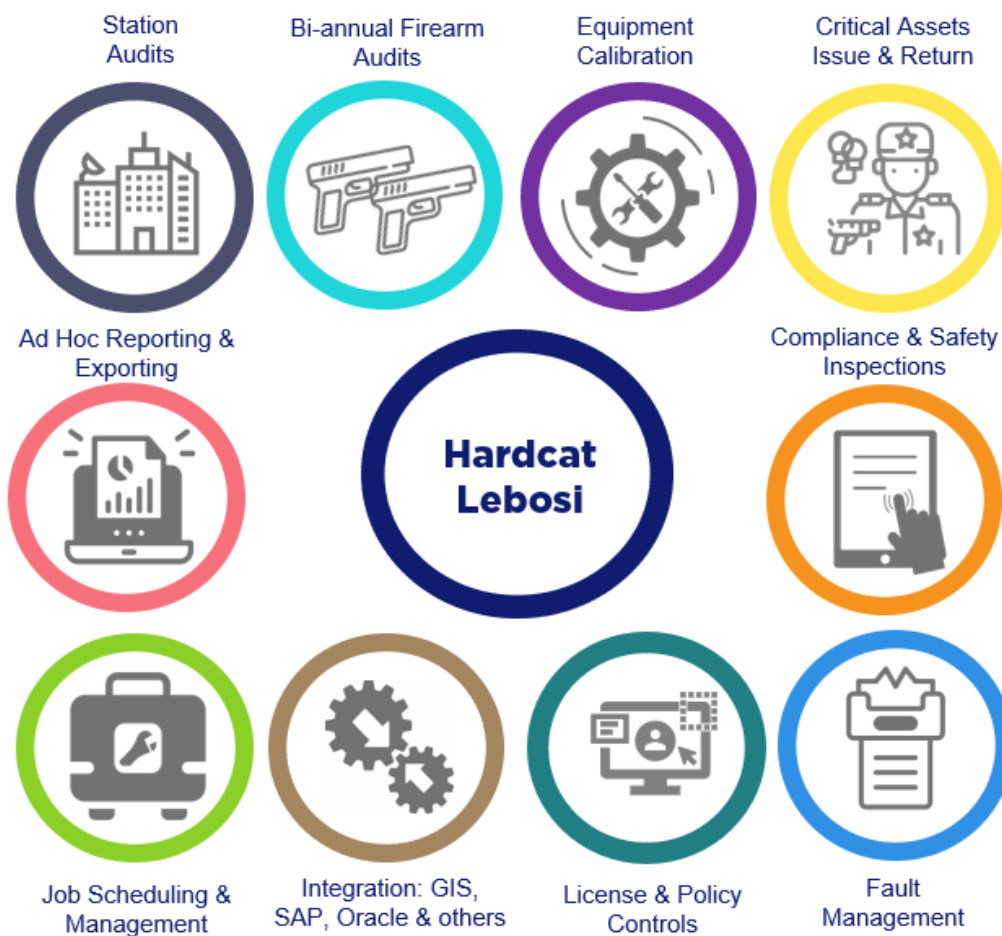 Station
Audits
Bi-annual Firearm
Audits
Equipment
Calibration
Critical Assets
Issue & Return
Ad Hoc Reporting &
Exporting
Hardcat
Lebosi
Compliance & Safety
Inspections
Job Scheduling &
Management
Integration: GIS,
SAP, Oracle & others
License & Policy
Controls
Fault
Management